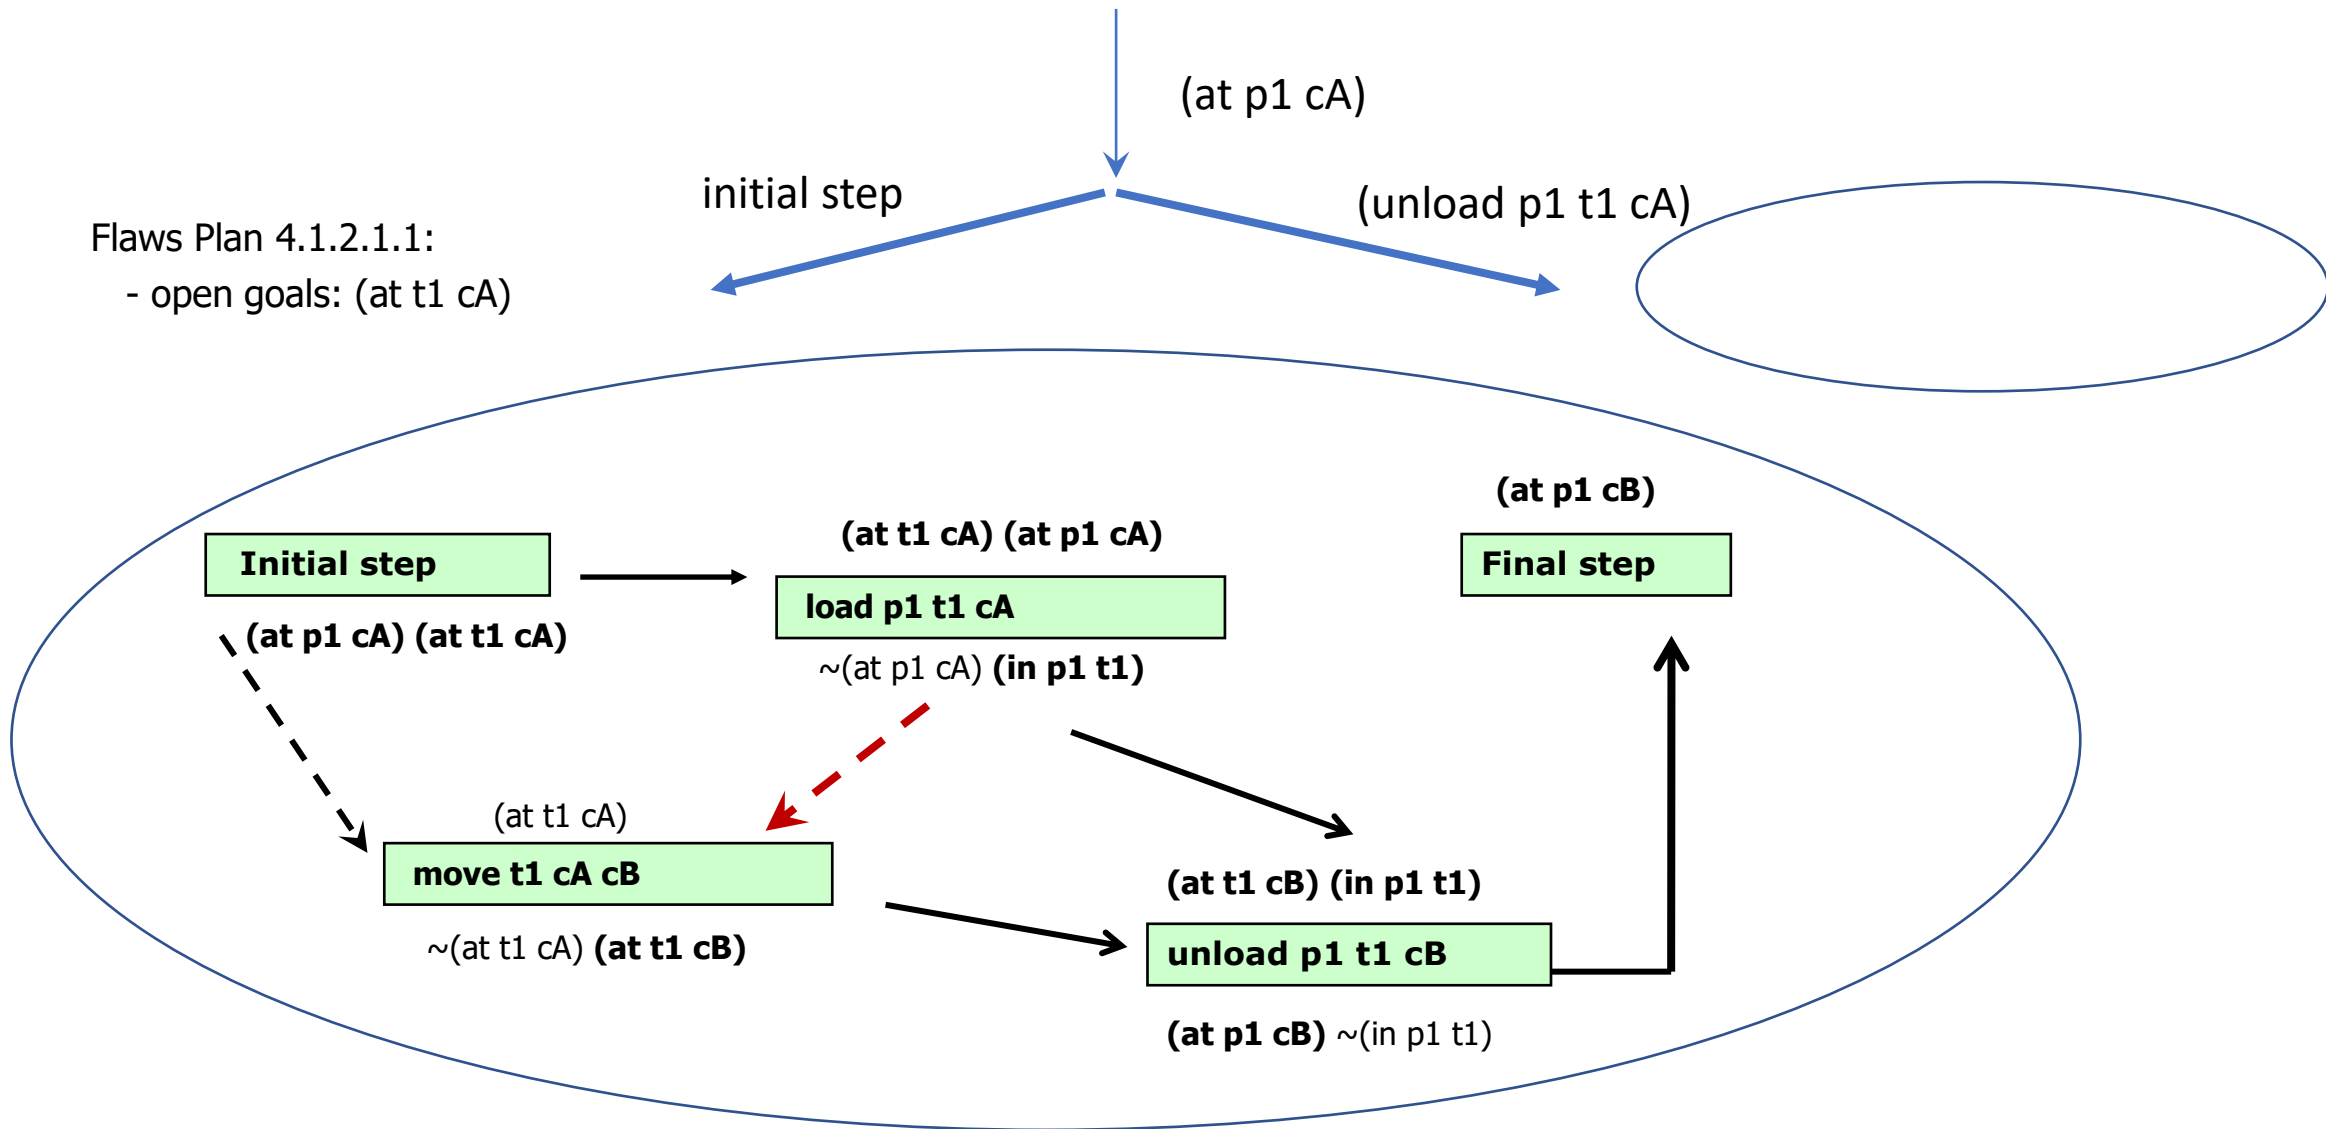 (at p1 cA)
initial step
(unload p1 t1 cA)
Flaws Plan 4.1.2.1.1:
- open goals: (at t1 cA)
(at p1 cB)
(at t1 cA) (at p1 cA)
Initial step
Final step
load p1 t1 cA
(at p1 cA) (at t1 cA)
~(at p1 cA) (in p1 t1)
(at t1 cA)
move t1 cA cB
(at t1 cB) (in p1 t1)
~(at t1 cA) (at t1 cB)
unload p1 t1 cB
(at p1 cB) ~(in p1 t1)